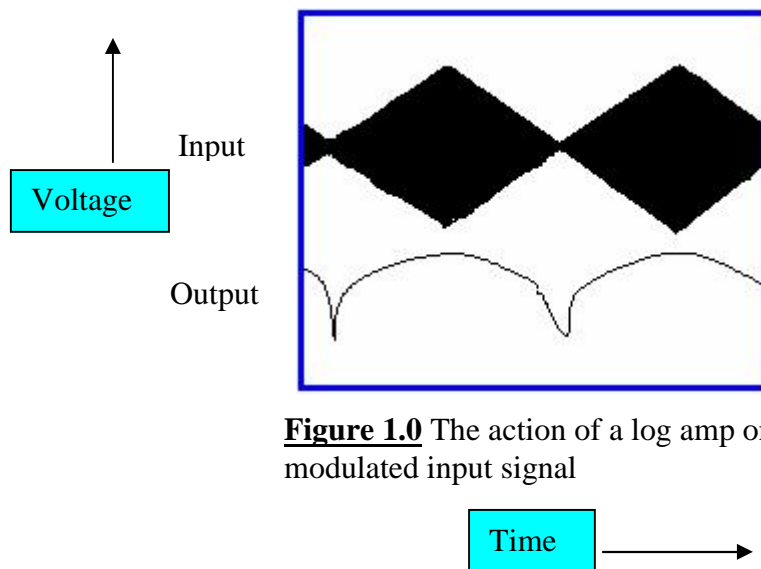 Input
Voltage
Output
Figure 1.0 The action of a log amp
modulated input signal
Time